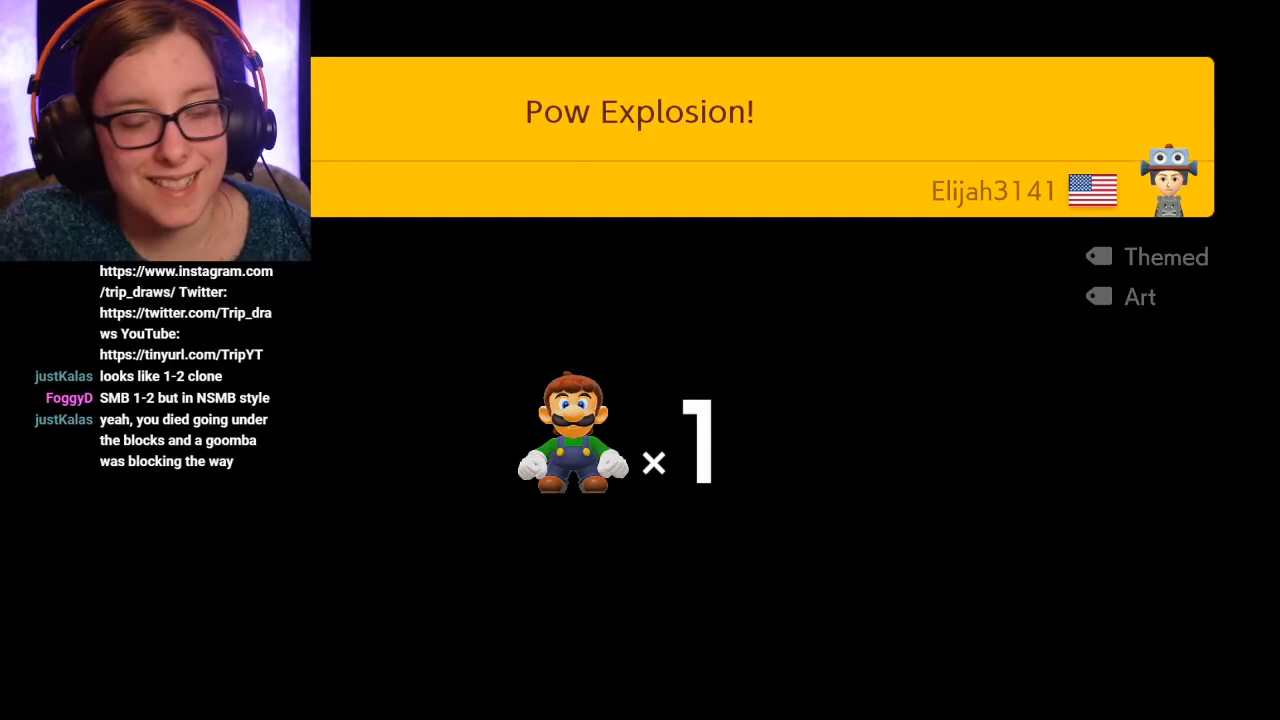 Pow Explosion!
Elijah3141
Themed
Art
https://www.instagram.com
/trip_draws/ Twitter:
https://twitter.com/Trip_dra
ws YouTube:
https://tinyurl.com/TripYT
justKalas looks like 1-2 clone
FoggyD SMB 1-2 but in NSMB style
justKalas yeah, you died going under
the blocks and a goomba
was blocking the way
× 1